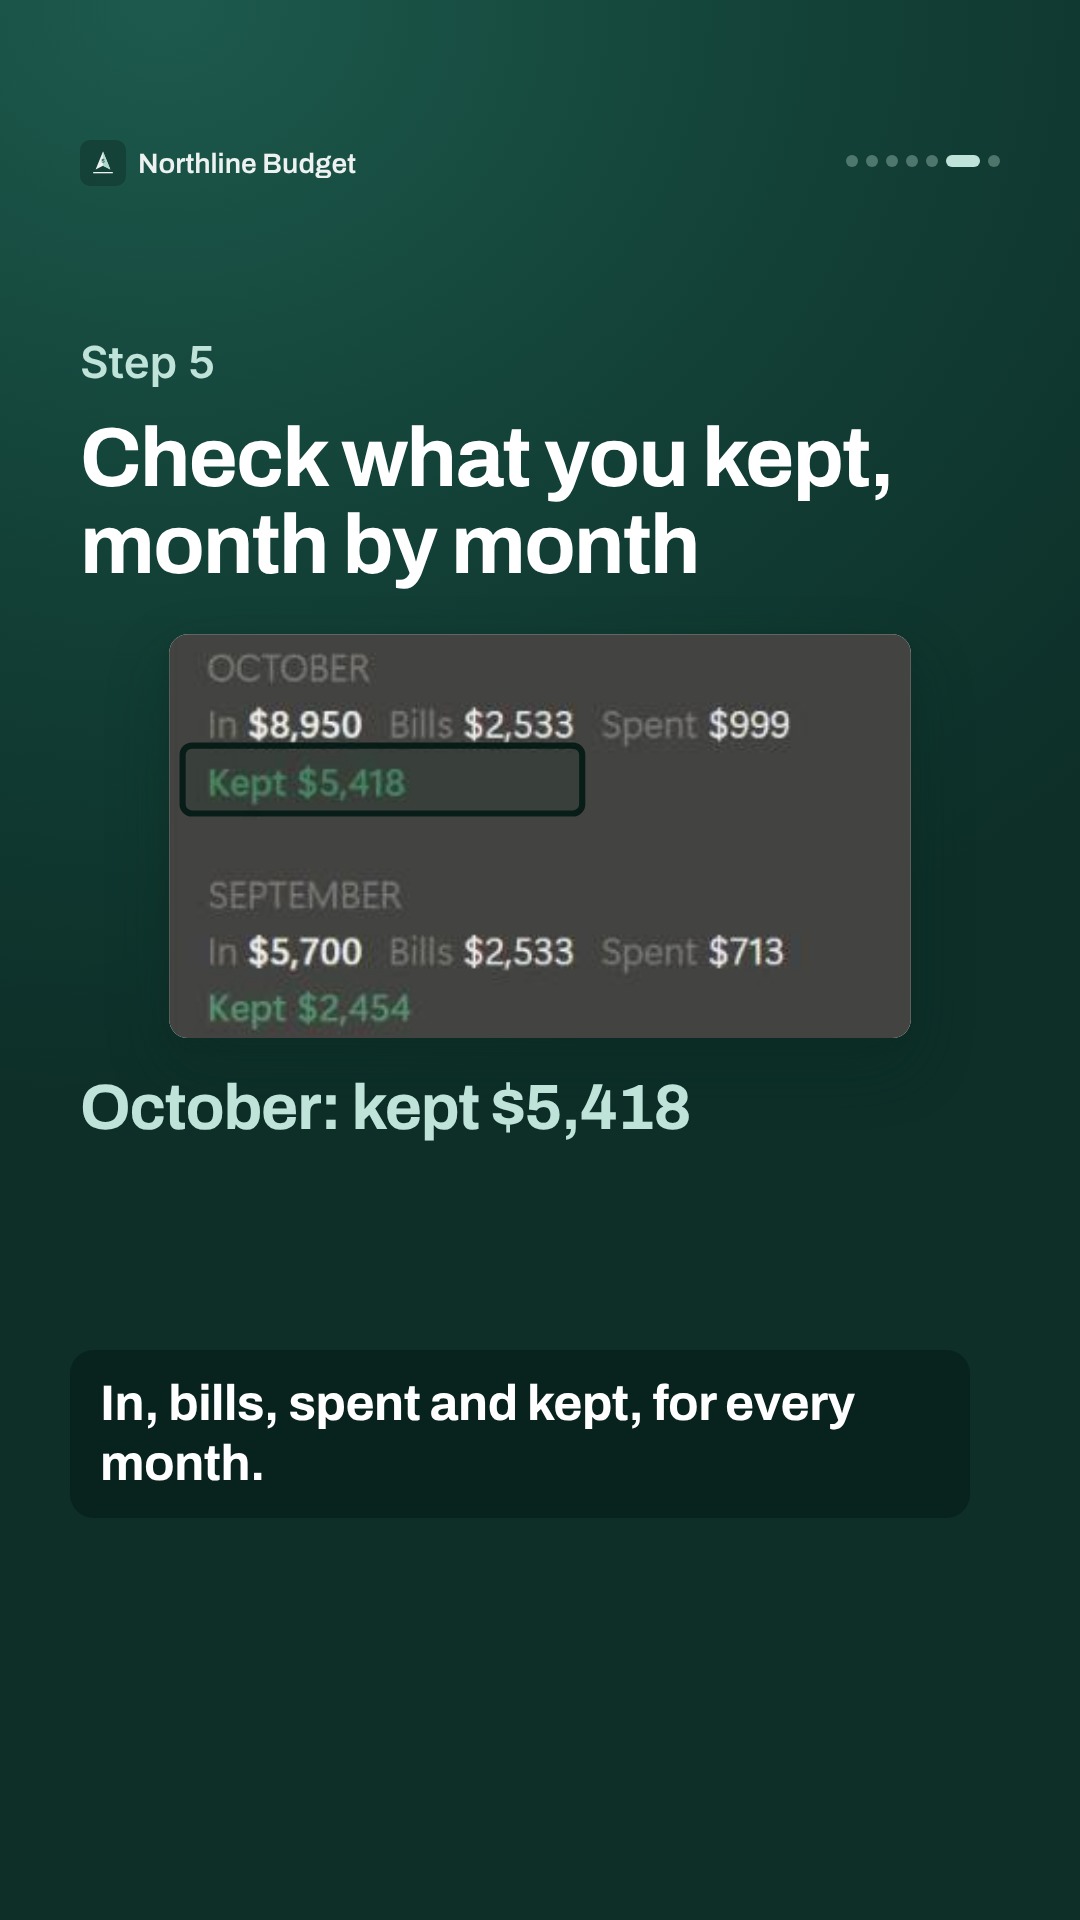 Northline Budget
Step 5
Check what you kept,
month by month
OCTOBER
In $8,950 Bills $2,533 Spent $999
Kept $5,418
SEPTEMBER
In $5,700 Bills $2,533 Spent $713
Kept $2,454
October: kept $5,418
In, bills, spent and kept, for every
month.